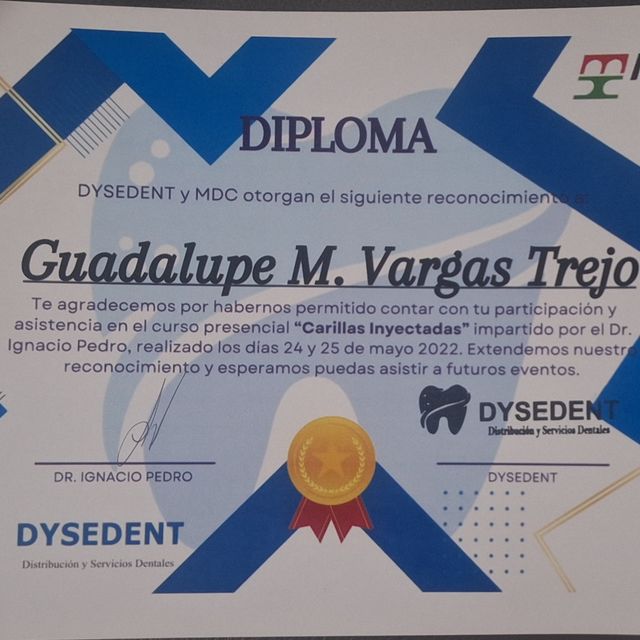 DIPLOMA
DYSEDENT y MDC otorgan el siguiente reconocimiento a:
Guadalupe M. Vargas Trejo
Te agradecemos por habernos permitido contar con tu participación y
asistencia en el curso presencial “Carillas Inyectadas” impartido por el Dr.
Ignacio Pedro, realizado los días 24 y 25 de mayo 2022. Extendemos nuestro
reconocimiento y esperamos puedas asistir a futuros eventos.
DYSEDENT
Distribución y Servicios Dentales
DR. IGNACIO PEDRO
DYSEDENT
DYSEDENT
Distribución y Servicios Dentales